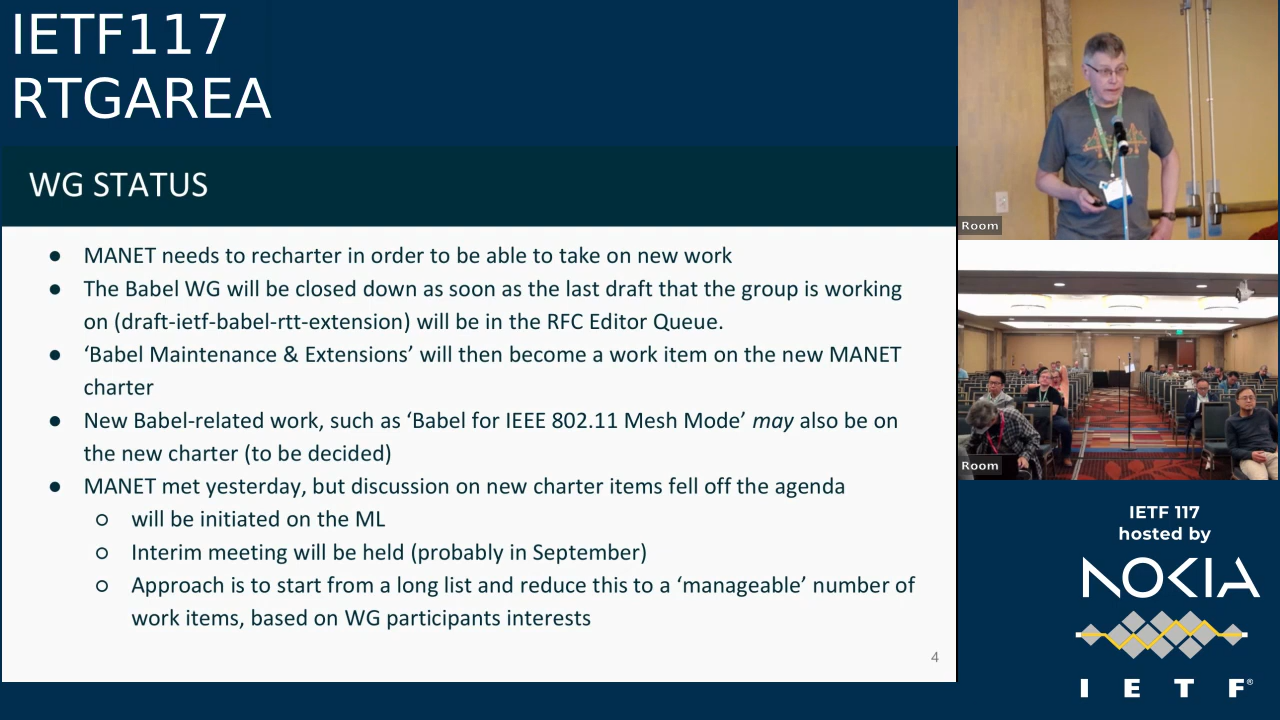 IETF117
RTGAREA
WG STATUS
● MANET needs to recharter in order to be able to take on new work
● The Babel WG will be closed down as soon as the last draft that the group is working
on (draft-ietf-babel-rtt-extension) will be in the RFC Editor Queue.
● ‘Babel Maintenance & Extensions’ will then become a work item on the new MANET
charter
● New Babel-related work, such as ‘Babel for IEEE 802.11 Mesh Mode’ may also be on
the new charter (to be decided)
● MANET met yesterday, but discussion on new charter items fell off the agenda
○ will be initiated on the ML
○ Interim meeting will be held (probably in September)
○ Approach is to start from a long list and reduce this to a ‘manageable’ number of
work items, based on WG participants interests
4
Room
Room
IETF 117
hosted by
NOKIA
IETF®